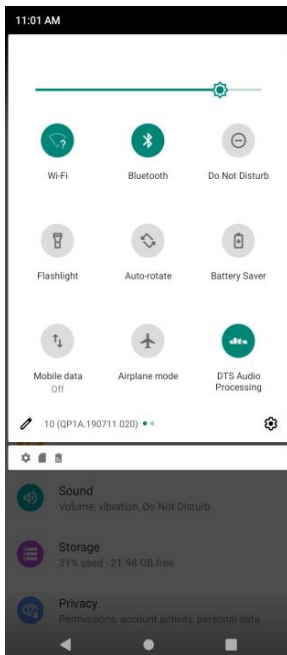 11:01 AM
Wi-Fi
Bluetooth
Do Not Disturb
Flashlight
Auto-rotate
Battery Saver
Mobile data
Off
Airplane mode
dts
DTS Audio
Processing
10 (QP1A.190711.020)
Sound
Volume, vibration, Do Not Disturb
Storage
31% used - 21.98 GB free
Privacy
Permissions, account activity, personal data